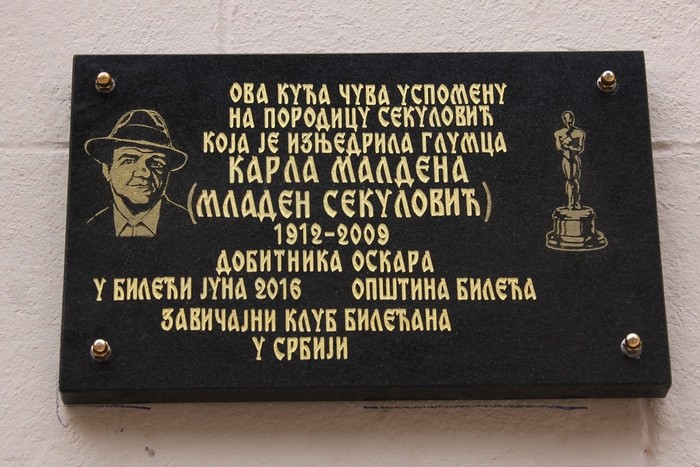 ОВА КУЋА ЧУВА УСПОМЕНУ
НА ПОРОДИЦУ СЕКУЛОВИЋ
КОЈА ЈЕ ИЗЊЕДРИЛА ГЛУМЦА
КАРЛА МАЛДЕНА
(МЛАДЕН СЕКУЛОВИЋ)
1912-2009
ДОБИТНИКА ОСКАРА
У БИЛЕЋИ ЈУНА 2016 ОПШТИНА БИЛЕЋА
ЗАВИЧАЈНИ КЛУБ БИЛЕЋАНА
У СРБИЈИ